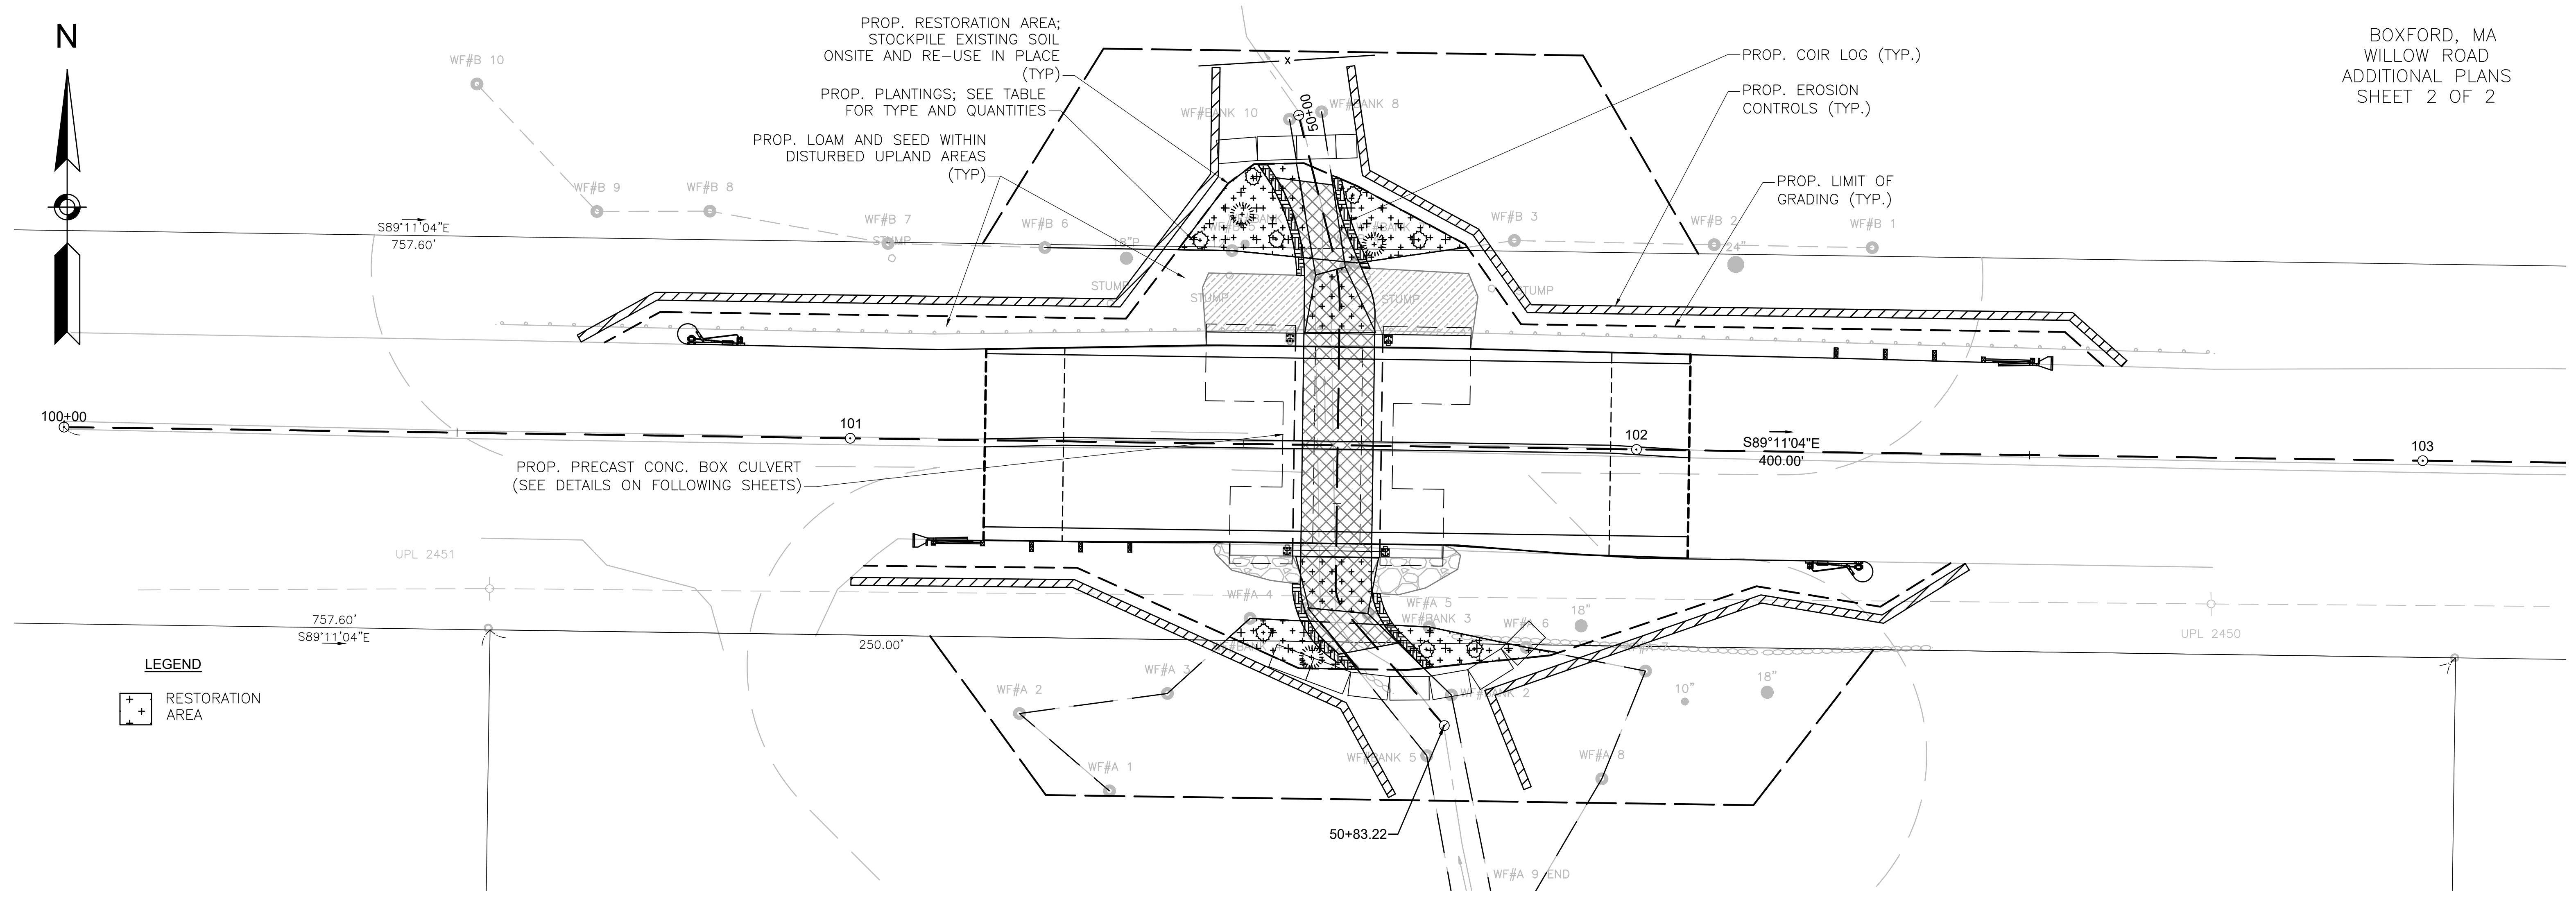 N
BOXFORD, MA
WILLOW ROAD
ADDITIONAL PLANS
SHEET 2 OF 2
PROP. RESTORATION AREA;
STOCKPILE EXISTING SOIL
ONSITE AND RE-USE IN PLACE
(TYP)
PROP. PLANTINGS; SEE TABLE
FOR TYPE AND QUANTITIES
PROP. LOAM AND SEED WITHIN
DISTURBED UPLAND AREAS
(TYP)
PROP. COIR LOG (TYP.)
PROP. EROSION
CONTROLS (TYP.)
PROP. LIMIT OF
GRADING (TYP.)
x
50+00
WF#BANK 10
WF#BANK 8
WF#B 10
WF#B 9
WF#B 8
WF#B 7
STUMP
WF#B 6
18"P
WF#B 3
WF#B 2
24"
WF#B 1
S89°11'04"E
757.60'
STUMP
STUMP
STUMP
STUMP
100+00
101
102
103
S89°11'04"E
400.00'
PROP. PRECAST CONC. BOX CULVERT
(SEE DETAILS ON FOLLOWING SHEETS)
UPL 2451
UPL 2450
WF#A 4
WF#A 5
WF#BANK 3
18"
757.60'
S89°11'04"E
250.00'
WF#A 3
WF#A 2
WF#A 1
WF#BANK 2
10"
18"
WF#BANK 5
WF#A 8
50+83.22
WF#A 9 END
LEGEND
RESTORATION
AREA